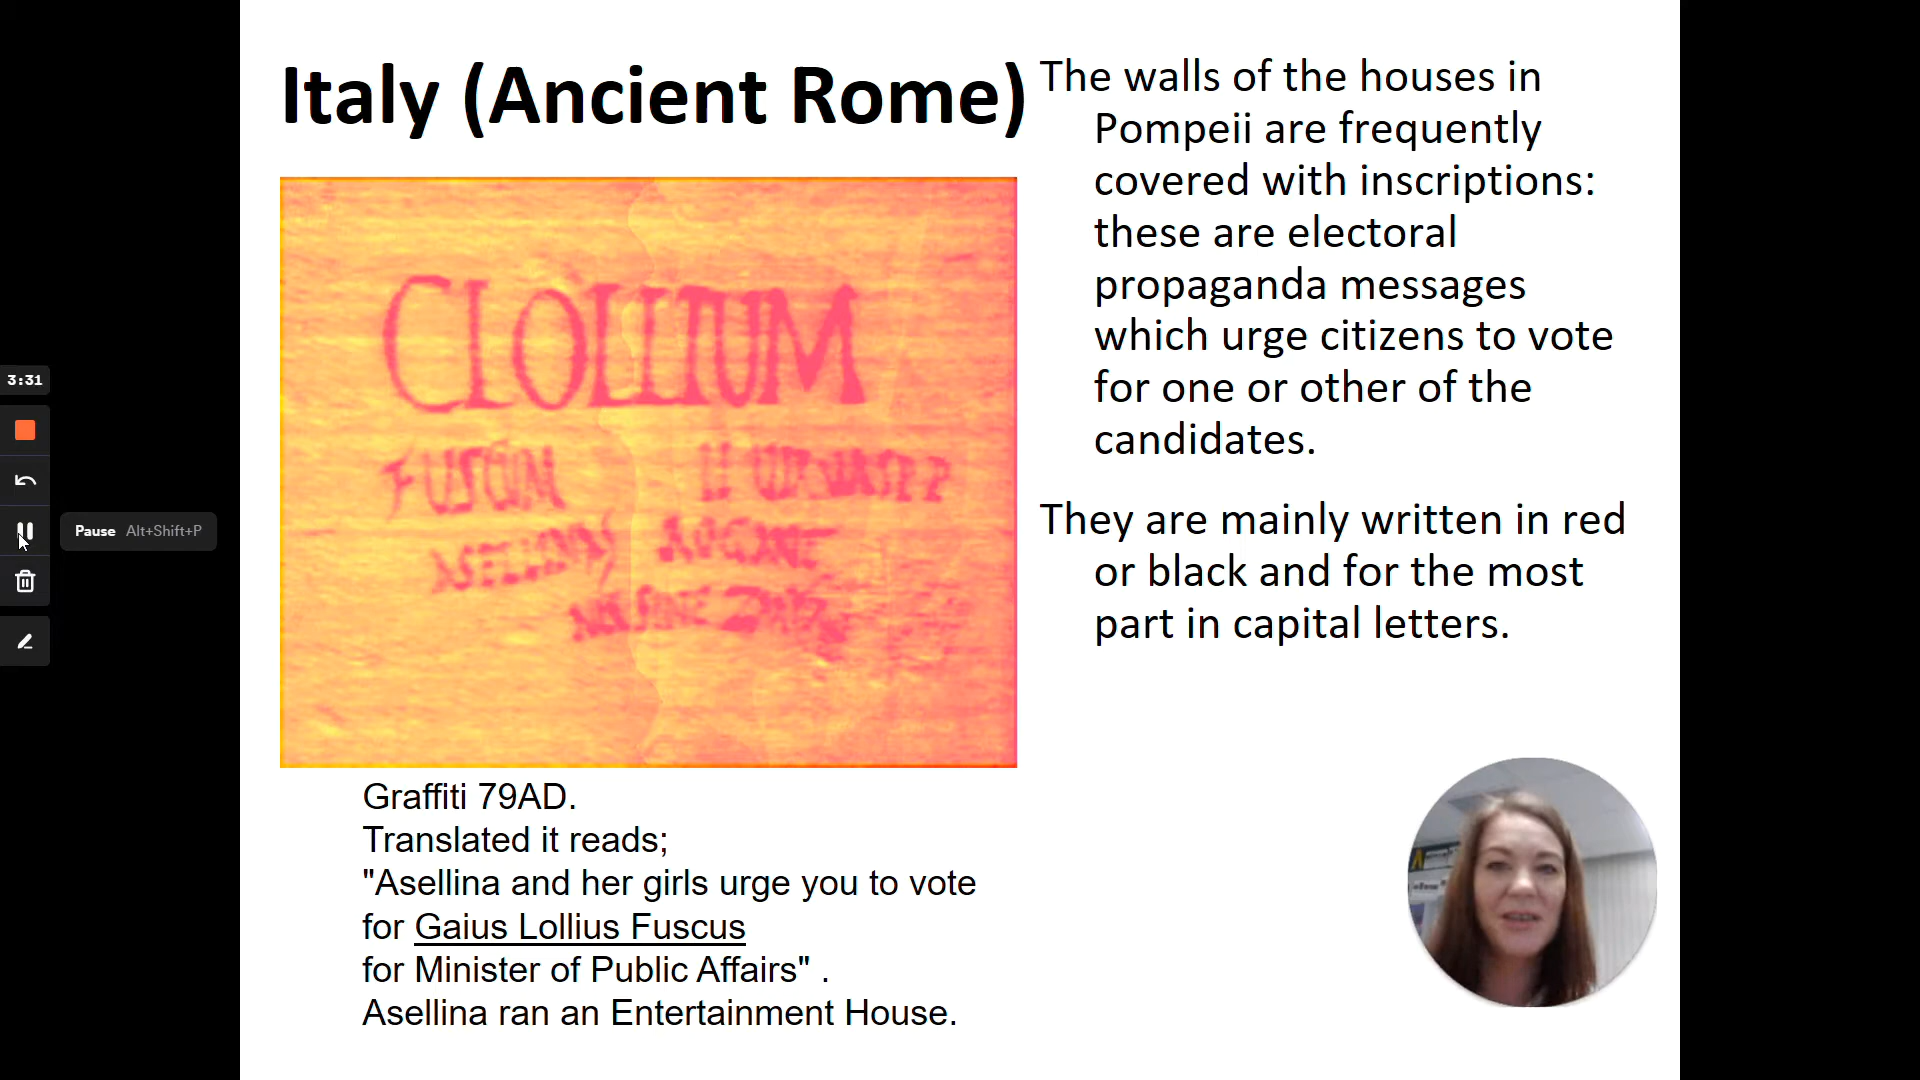 Italy (Ancient Rome)
CLOLLIUM
FUSCUM
ASELLINAS
Graffiti 79AD.
Translated it reads;
"Asellina and her girls urge you to vote
for Gaius Lollius Fuscus
for Minister of Public Affairs" .
Asellina ran an Entertainment House.
The walls of the houses in
Pompeii are frequently
covered with inscriptions:
these are electoral
propaganda messages
which urge citizens to vote
for one or other of the
candidates.
They are mainly written in red
or black and for the most
part in capital letters.
3:31
Pause Alt+Shift+P